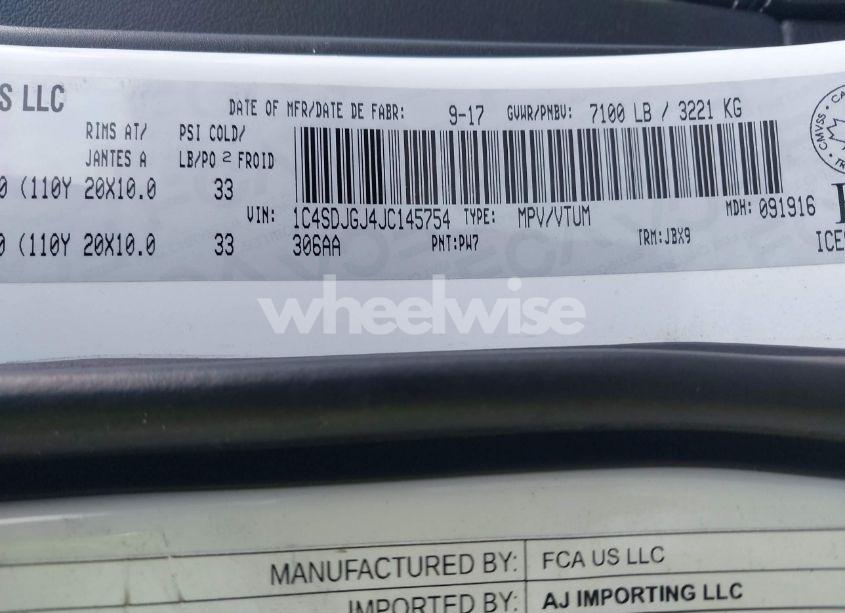 S LLC
DATE OF MFR/DATE DE FABR: 9-17 GVWR/PNBV: 7100 LB / 3221 KG
RIMS AT/ PSI COLD/
JANTES A LB/PO 2 FROID
0 (110Y 20X10.0 33
VIN: 1C4SDJGJ4JC145754 TYPE: MPV/VTUM MDH: 091916
0 (110Y 20X10.0 33 306AA PNT:PW7 TRM:JBX9 ICES
CMVSS
wheelwise
MANUFACTURED BY: FCA US LLC
IMPORTED BY: AJ IMPORTING LLC